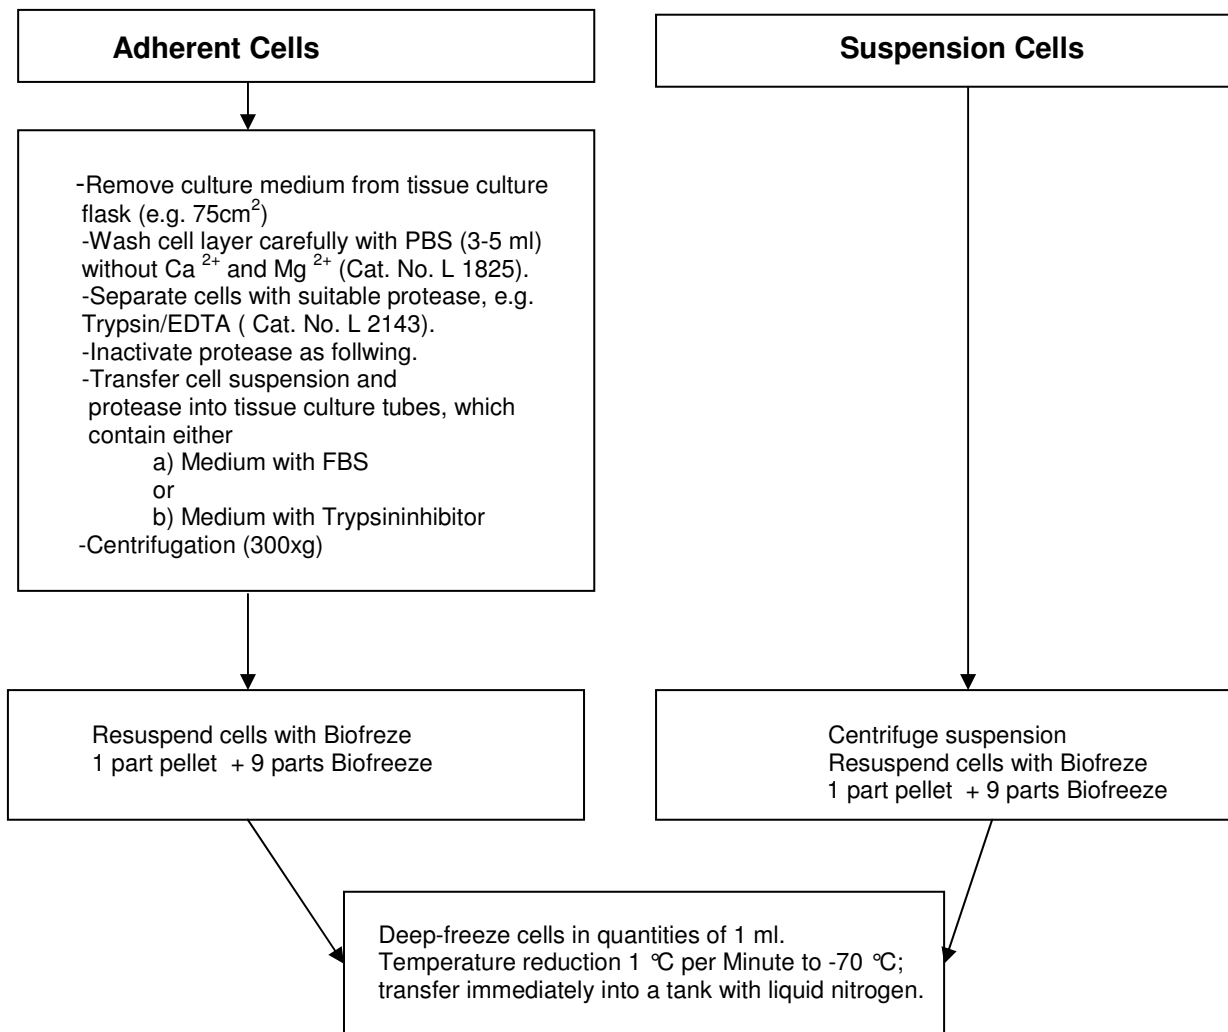 Adherent Cells
Suspension Cells
-Remove culture medium from tissue culture
flask (e.g. 75cm²)
-Wash cell layer carefully with PBS (3-5 ml)
without Ca ²⁺ and Mg ²⁺ (Cat. No. L 1825).
-Separate cells with suitable protease, e.g.
Trypsin/EDTA ( Cat. No. L 2143).
-Inactivate protease as follwing.
-Transfer cell suspension and
protease into tissue culture tubes, which
contain either
a) Medium with FBS
or
b) Medium with Trypsininhibitor
-Centrifugation (300xg)
Resuspend cells with Biofreze
1 part pellet + 9 parts Biofreeze
Centrifuge suspension
Resuspend cells with Biofreze
1 part pellet + 9 parts Biofreeze
Deep-freeze cells in quantities of 1 ml.
Temperature reduction 1 °C per Minute to -70 °C;
transfer immediately into a tank with liquid nitrogen.